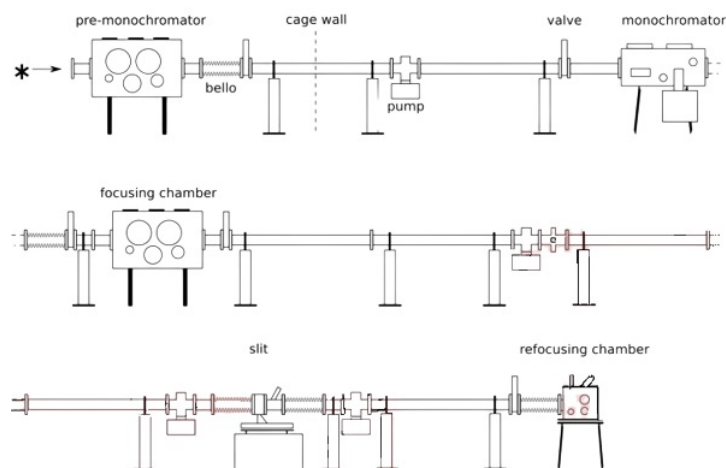 pre-monochromator
cage wall
valve
monochromator
*
bello
pump
focusing chamber
slit
refocusing chamber